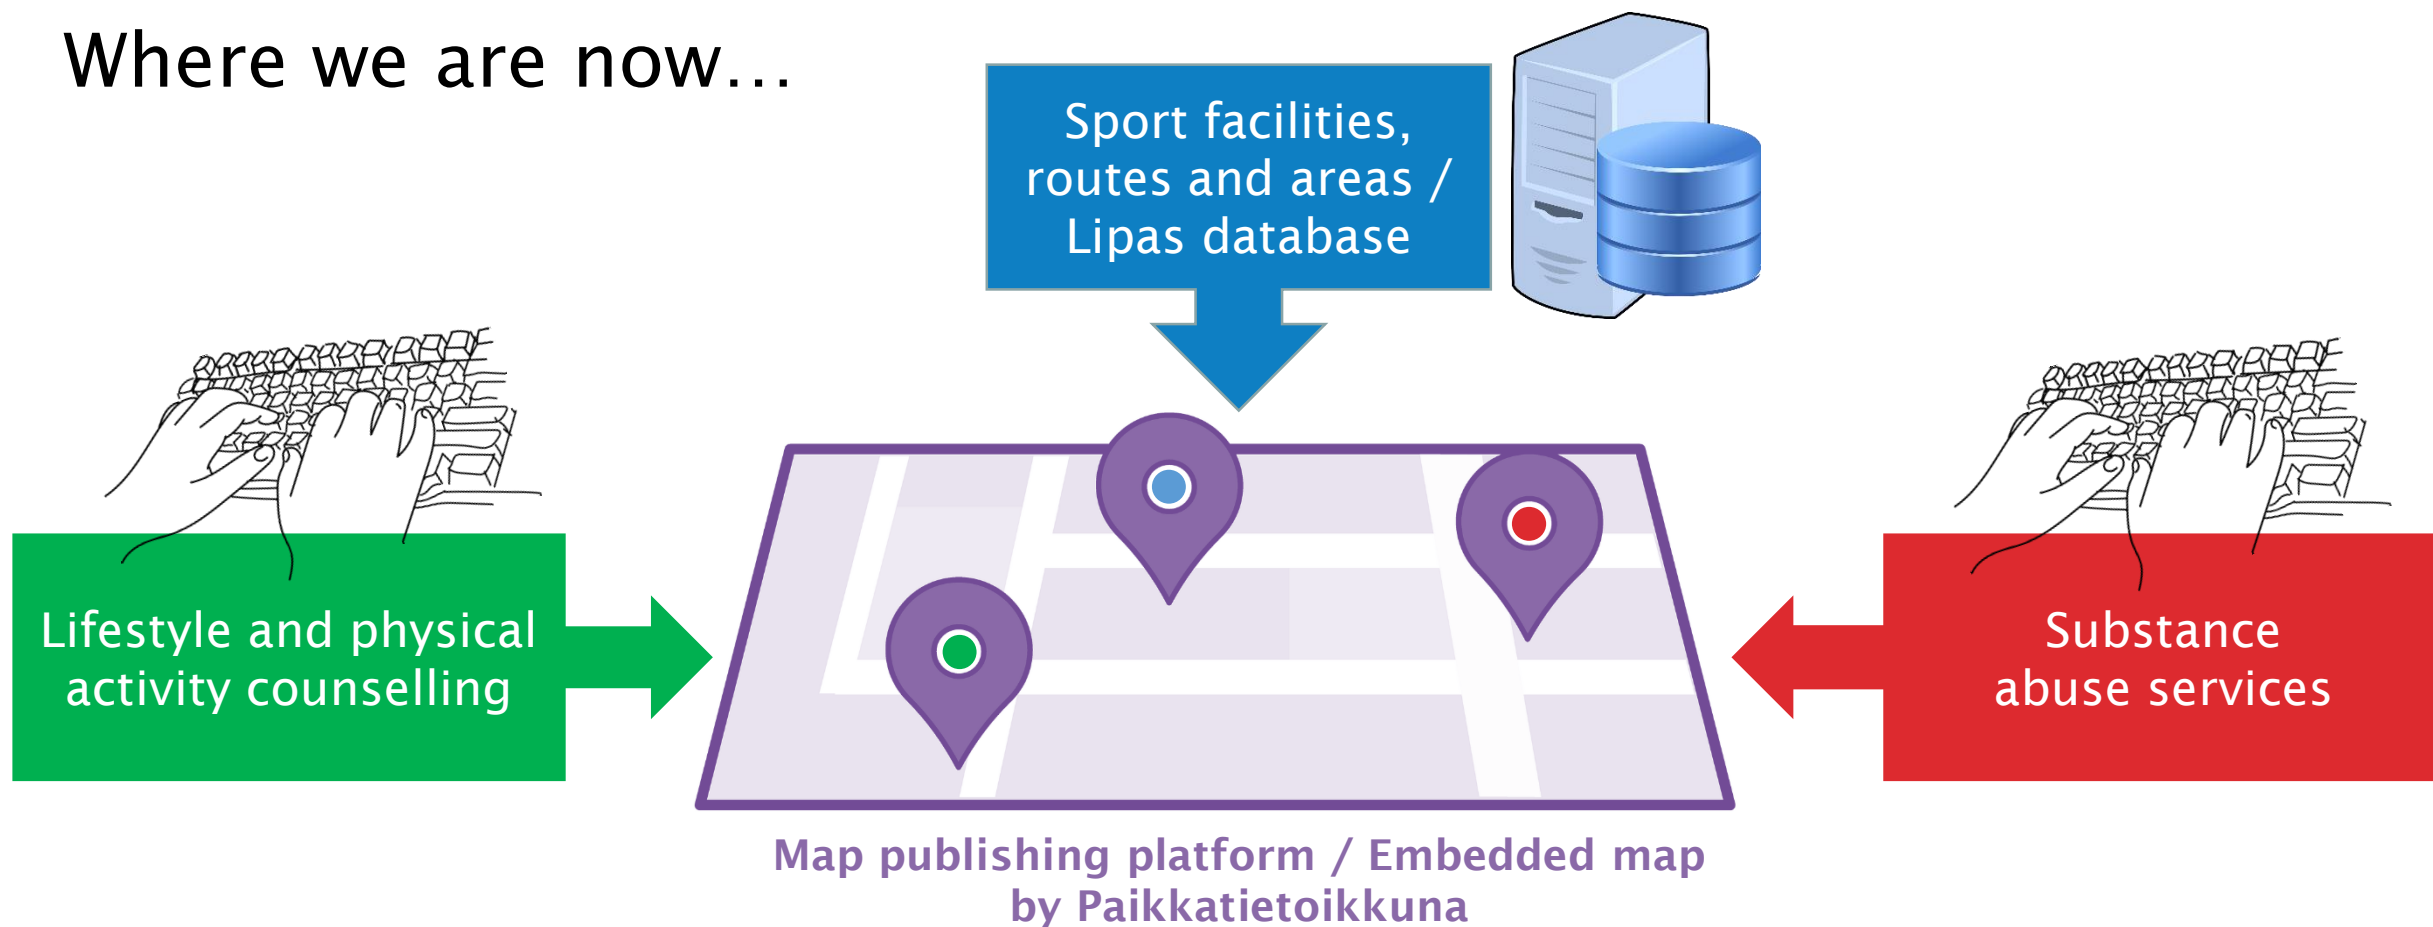 Where we are now…
Sport facilities,
routes and areas /
Lipas database
Lifestyle and physical
activity counselling
Substance
abuse services
Map publishing platform / Embedded map
by Paikkatietoikkuna